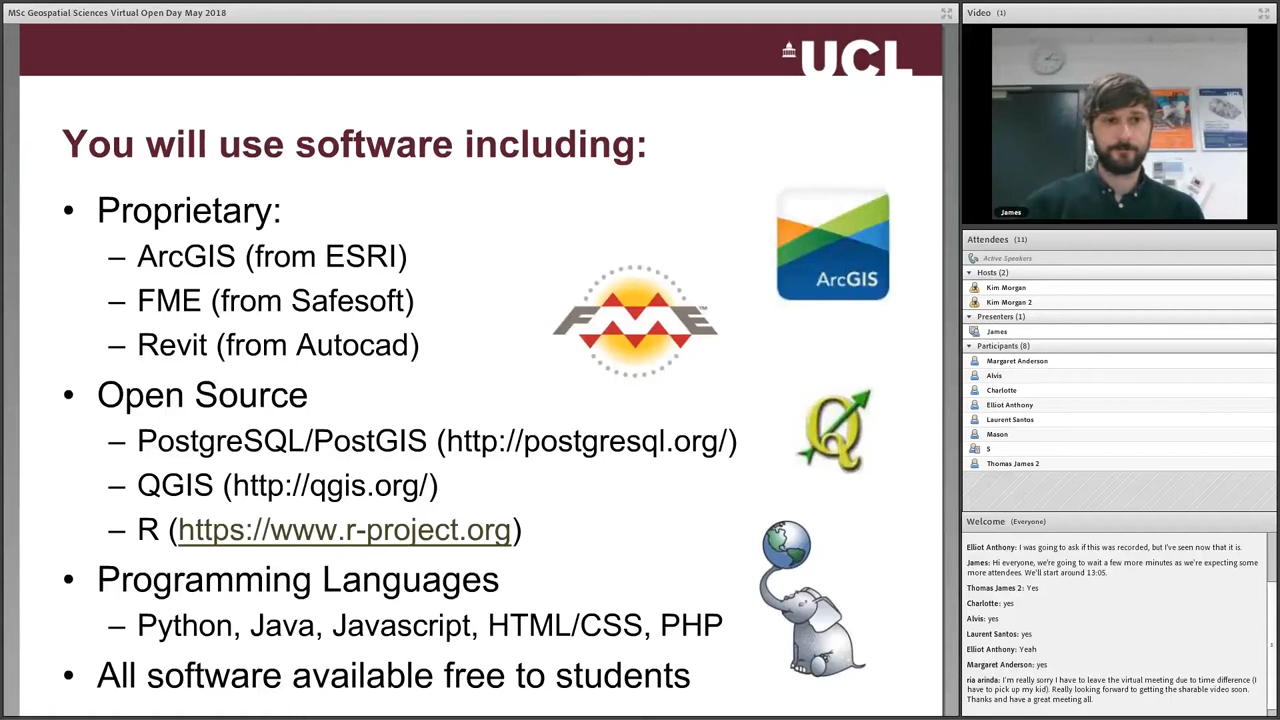 MSc Geospatial Sciences Virtual Open Day May 2018
UCL
You will use software including:
• Proprietary:
– ArcGIS (from ESRI)
– FME (from Safesoft)
– Revit (from Autocad)
• Open Source
– PostgreSQL/PostGIS (http://postgresql.org/)
– QGIS (http://qgis.org/)
– R (https://www.r-project.org)
• Programming Languages
– Python, Java, Javascript, HTML/CSS, PHP
• All software available free to students
ArcGIS
FME™
Q
Video (1)
UCL
James
Attendees (11)
Active Speakers
Hosts (2)
Kim Morgan
Kim Morgan 2
Presenters (1)
James
Participants (8)
Margaret Anderson
Alvis
Charlotte
Elliot Anthony
Laurent Santos
Mason
S
Thomas James 2
Welcome (Everyone)
Elliot Anthony: I was going to ask if this was recorded, but I've seen now that it is.
James: Hi everyone, we're going to wait a few more minutes as we're expecting some
more attendees. We'll start around 13:05.
Thomas James 2: Yes
Charlotte: yes
Alvis: yes
Laurent Santos: yes
Elliot Anthony: Yeah
Margaret Anderson: yes
ria arinda: I'm really sorry I have to leave the virtual meeting due to time difference (I
have to pick up my kid). Really looking forward to getting the sharable video soon.
Thanks and have a great meeting all.